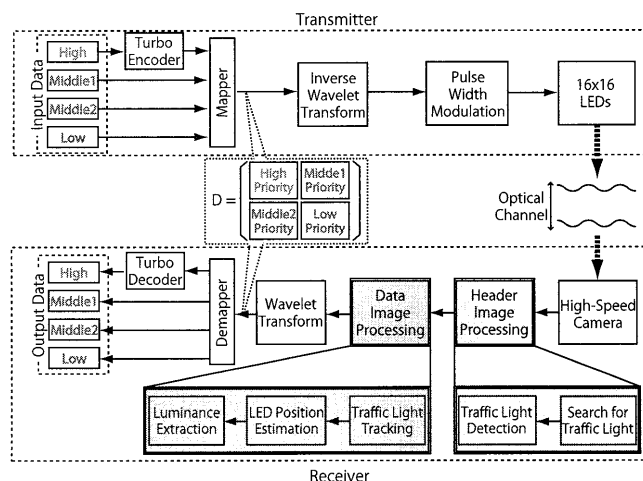 Transmitter
Input Data
High
Middle1
Middle2
Low
Turbo
Encoder
Mapper
Inverse
Wavelet
Transform
Pulse
Width
Modulation
16x16
LEDs
D =
High
Priority
Midde1
Priority
Middle2
Priority
Low
Priority
Optical
Channel
Output Data
High
Middle1
Middle2
Low
Turbo
Decoder
Demapper
Wavelet
Transform
Data
Image
Processing
Header
Image
Processing
High-Speed
Camera
Luminance
Extraction
LED Position
Estimation
Traffic Light
Tracking
Traffic Light
Detection
Search for
Traffic Light
Receiver